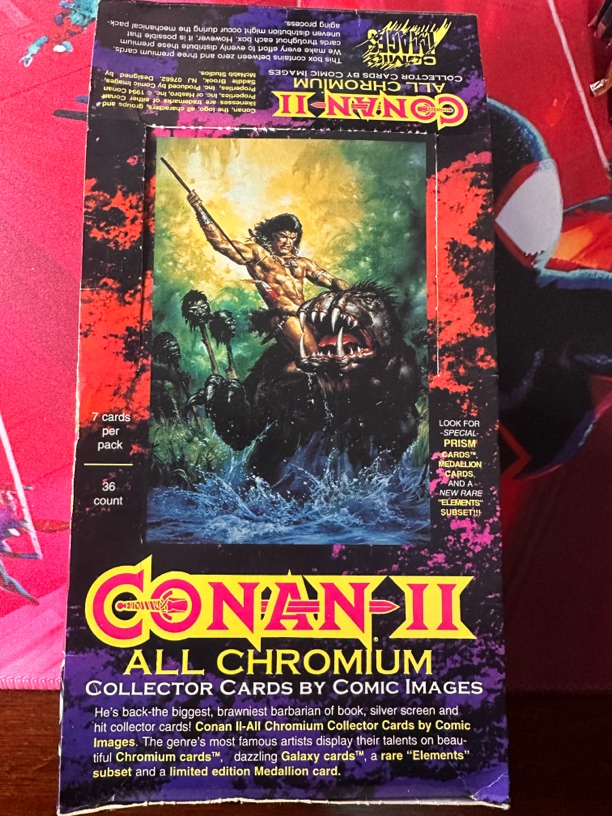 This box contains between zero and three premium cards.
We make every effort to evenly distribute these premium
cards throughout each box. However, it is possible that
uneven distribution might occur during the mechanical pack-
aging process.
COMIC
IMAGES
Conan, the logo, all characters, groups and
likenesses are trademarks of either Conan
Properties, Inc. or Hasbro, Inc. 1994 Conan
Properties, Inc. Produced by Comic Images,
Saddle Brook, NJ 07662. Designed by
McNabb Studios.
CONAN-II
ALL CHROMIUM
COLLECTOR CARDS BY COMIC IMAGES
7 cards
per
pack
36
count
LOOK FOR
-SPECIAL-
PRISM
CARDS™,
MEDALLION
CARDS,
AND A
NEW RARE
"ELEMENTS"
SUBSET!!!
CONAN-II
ALL CHROMIUM
COLLECTOR CARDS BY COMIC IMAGES
He's back-the biggest, brawniest barbarian of book, silver screen and
hit collector cards! Conan II-All Chromium Collector Cards by Comic
Images. The genre's most famous artists display their talents on beau-
tiful Chromium cards™, dazzling Galaxy cards™, a rare "Elements"
subset and a limited edition Medallion card.